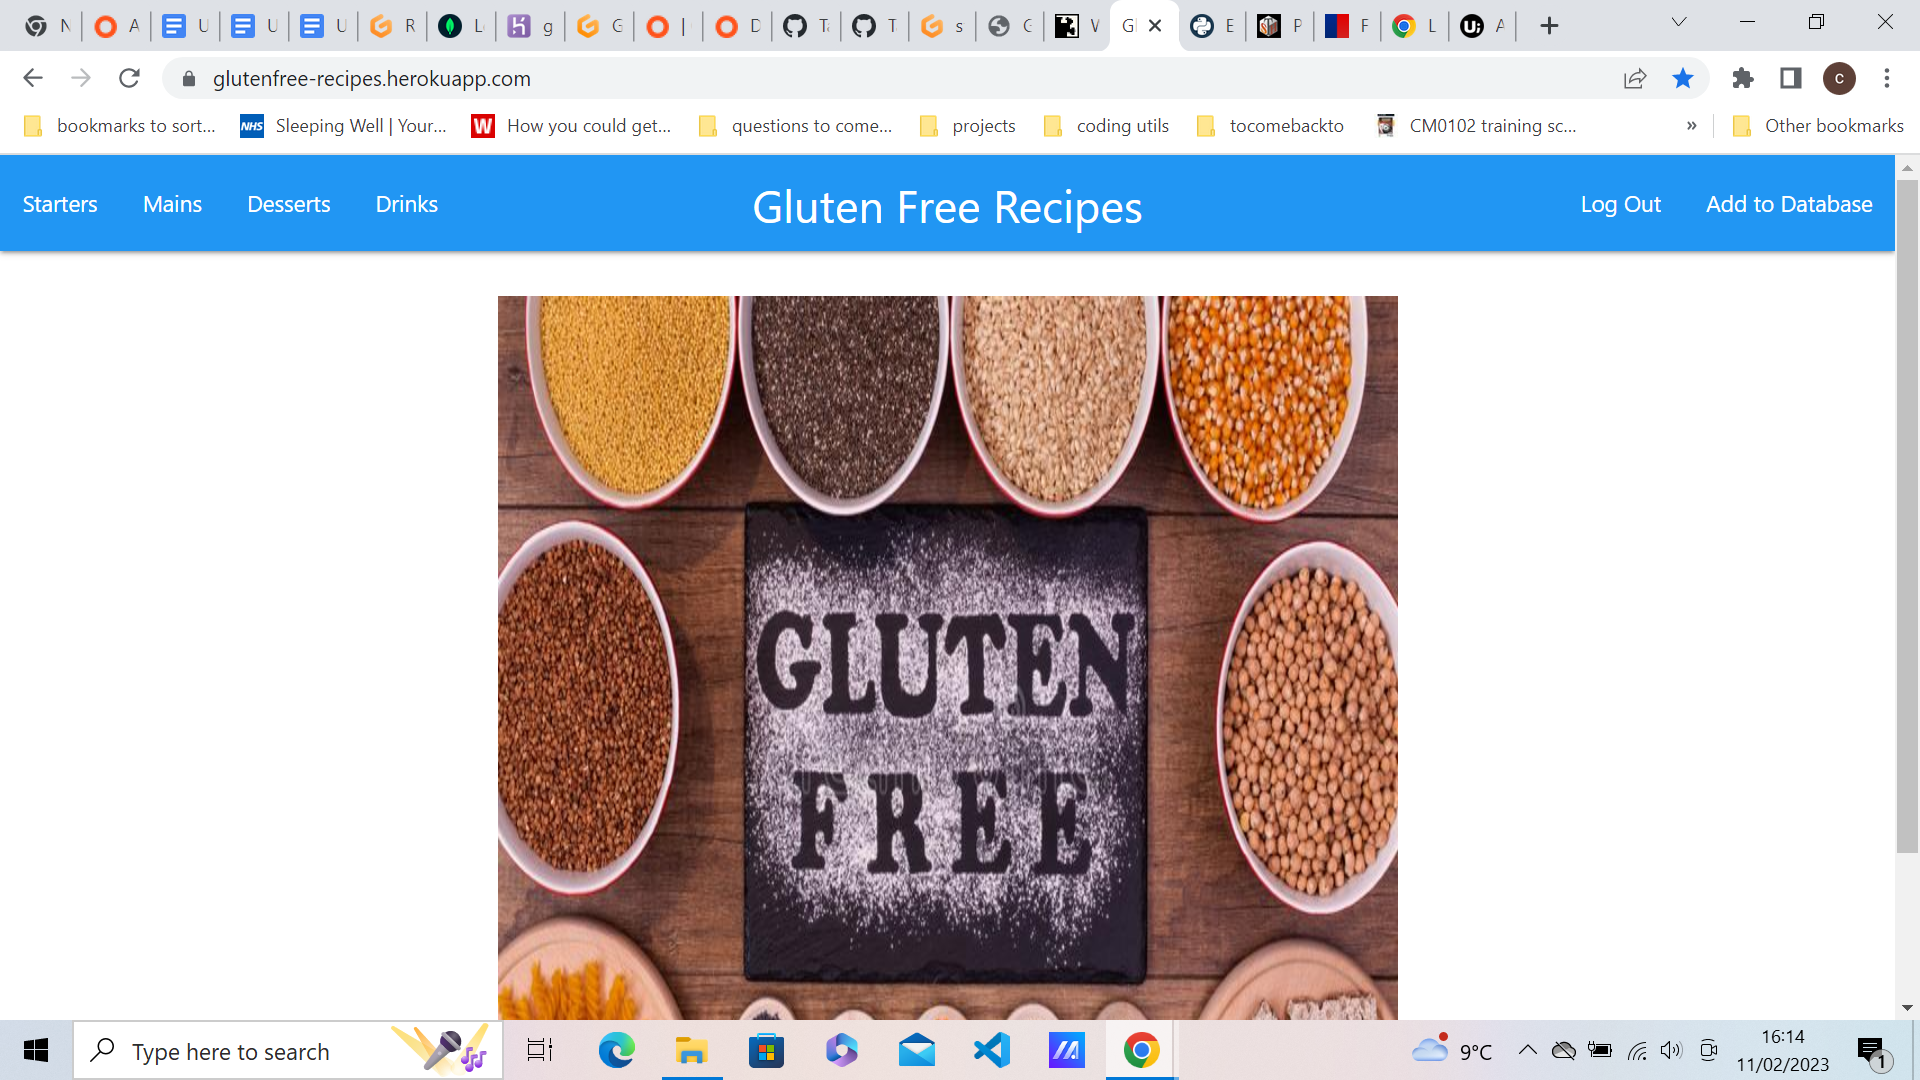 N A U U U R L g G | D Ta T s G W Gl E P F L A
glutenfree-recipes.herokuapp.com
c
bookmarks to sort... NHS Sleeping Well | Your... W How you could get... questions to come... projects coding utils tocomebackto CM0102 training sc... » Other bookmarks
Starters Mains Desserts Drinks Gluten Free Recipes Log Out Add to Database
GLUTEN
FREE
Type here to search
9°C
16:14
11/02/2023
1